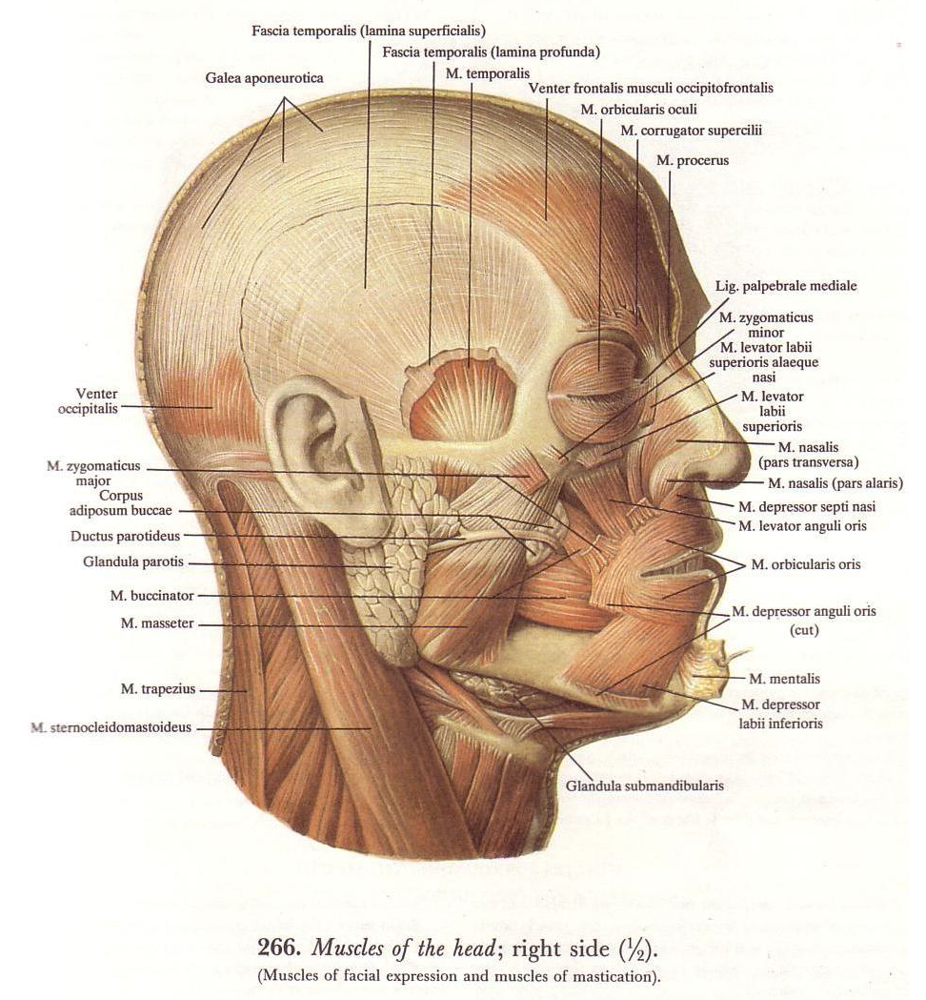 Fascia temporalis (lamina superficialis)
Fascia temporalis (lamina profunda)
M. temporalis
Galea aponeurotica
Venter frontalis musculi occipitofrontalis
M. orbicularis oculi
M. corrugator supercilii
M. procerus
Lig. palpebrale mediale
M. zygomaticus
minor
M. levator labii
superioris alaeque
nasi
M. levator
labii
superioris
M. nasalis
(pars transversa)
M. nasalis (pars alaris)
M. depressor septi nasi
M. levator anguli oris
M. orbicularis oris
M. depressor anguli oris
(cut)
M. mentalis
M. depressor
labii inferioris
Glandula submandibularis
Venter
occipitalis
M. zygomaticus
major
Corpus
adiposum buccae
Ductus parotideus
Glandula parotis
M. buccinator
M. masseter
M. trapezius
M. sternocleidomastoideus
266. Muscles of the head; right side (½).
(Muscles of facial expression and muscles of mastication).